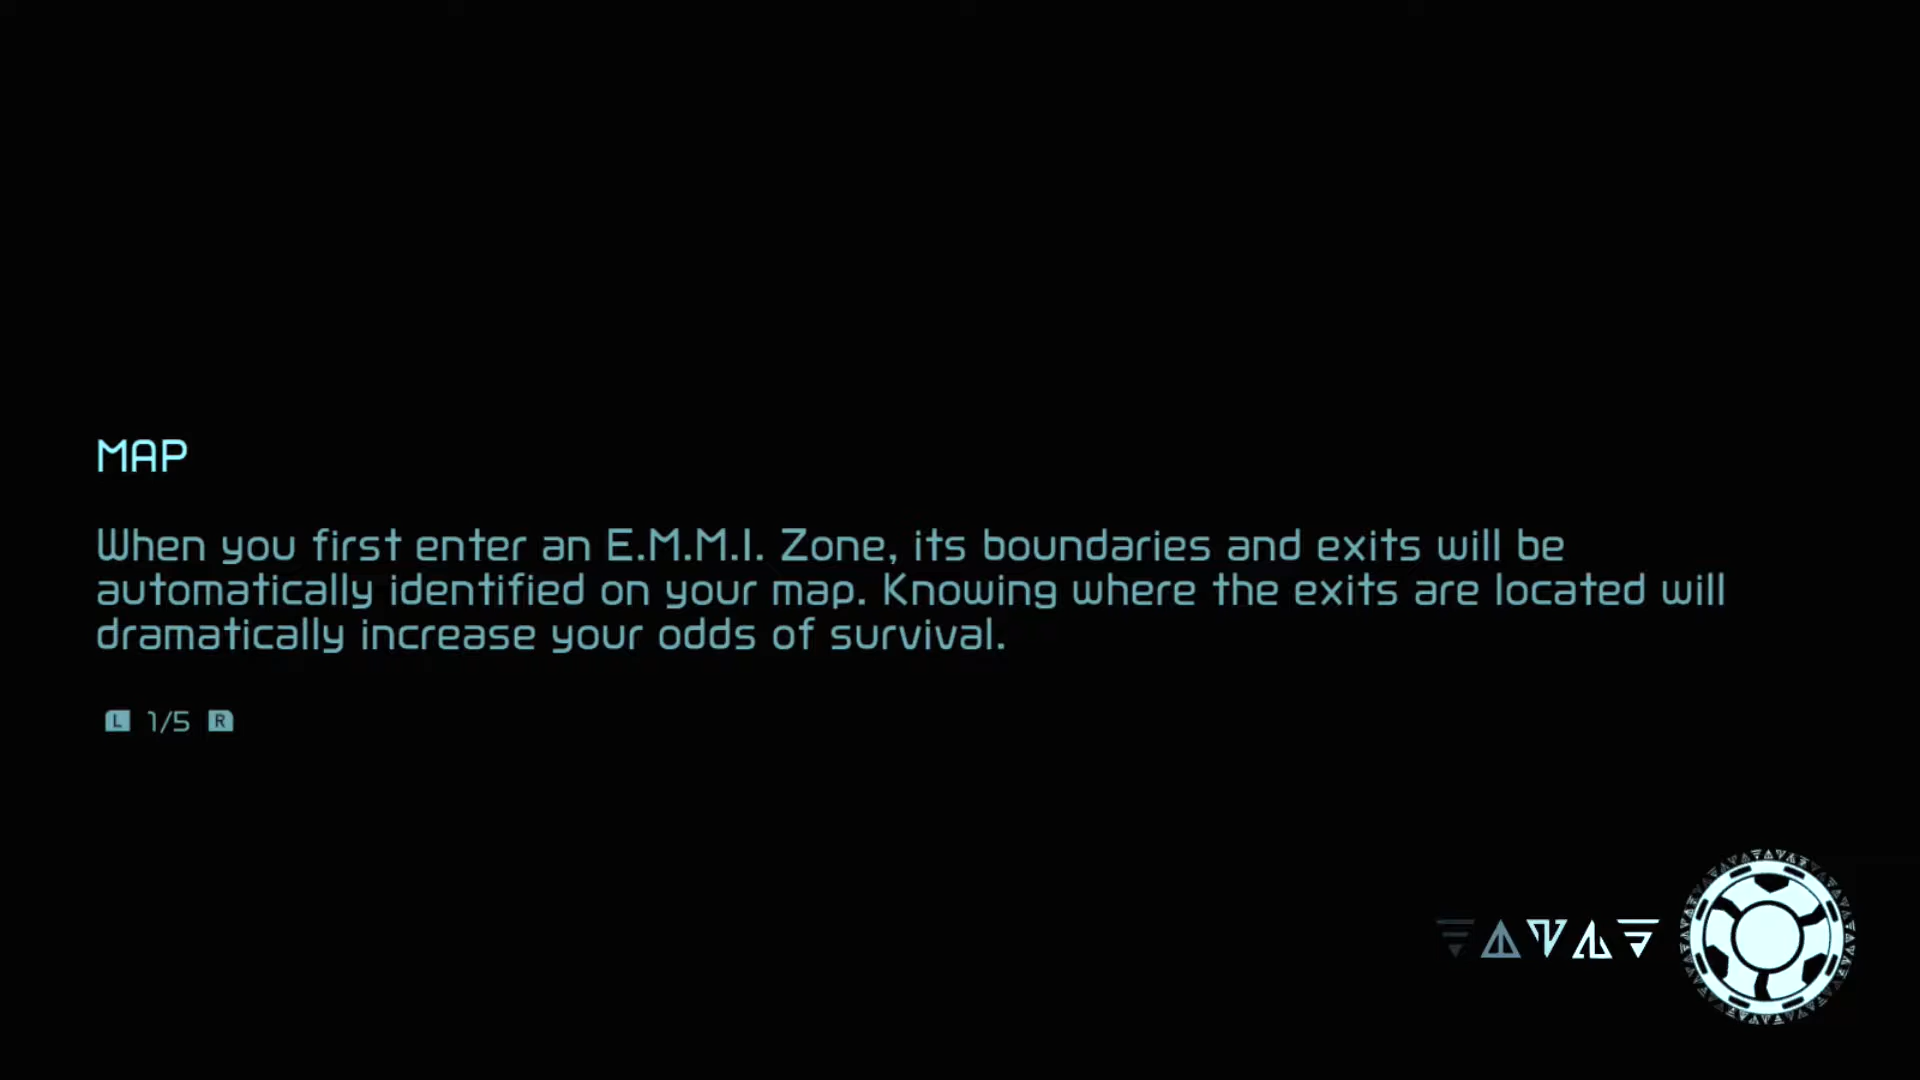 MAP
When you first enter an E.M.M.I. Zone, its boundaries and exits will be
automatically identified on your map. Knowing where the exits are located will
dramatically increase your odds of survival.
L 1/5 R